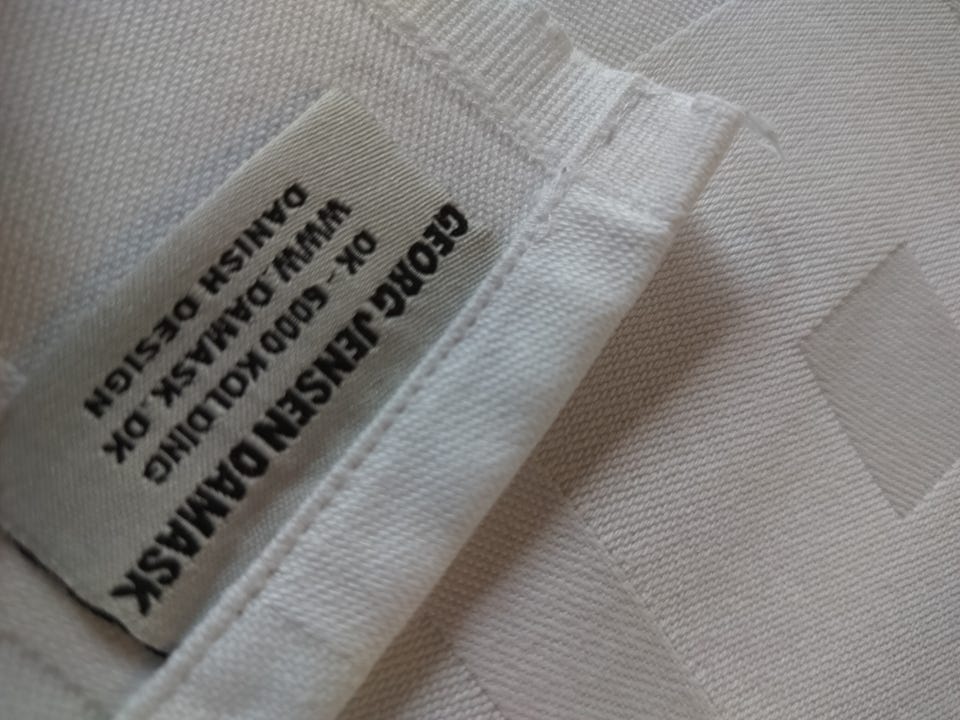 GEORG JENSEN DAMASK
DK - 6000 KOLDING
WWW.DAMASK.DK
DANISH DESIGN